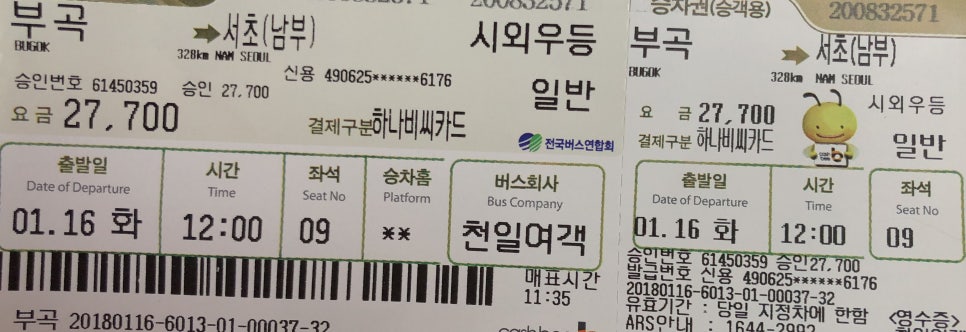 200832571
부곡 → 서초(남부)
BUGOK 328km NAM SEOUL
시외우등
승인번호 61450359 승인 27,700
신용 490625******6176
일반
요 금 27,700
결제구분 하나비씨카드
전국버스연합회
출발일 시간 좌석 승차홈 버스회사
Date of Departure Time Seat No Platform Bus Company
01.16 화 12:00 09 ** 천일여객
매표시간
11:35
부곡 20180116-6013-01-00037-32
승차권(승객용) 200832571
부곡 → 서초(남부)
BUGOK 328km NAM SEOUL
시외우등
요 금 27,700
결제구분 하나비씨카드
일반
출발일 시간 좌석
Date of Departure Time Seat No
01.16 화 12:00 09
승인번호 61450359 승인27,700
발급번호 신용 490625******6176
20180116-6013-01-00037-32
유효기간 : 당일 지정차에 한함 <영수증>
ARS안내 : 1644-2992